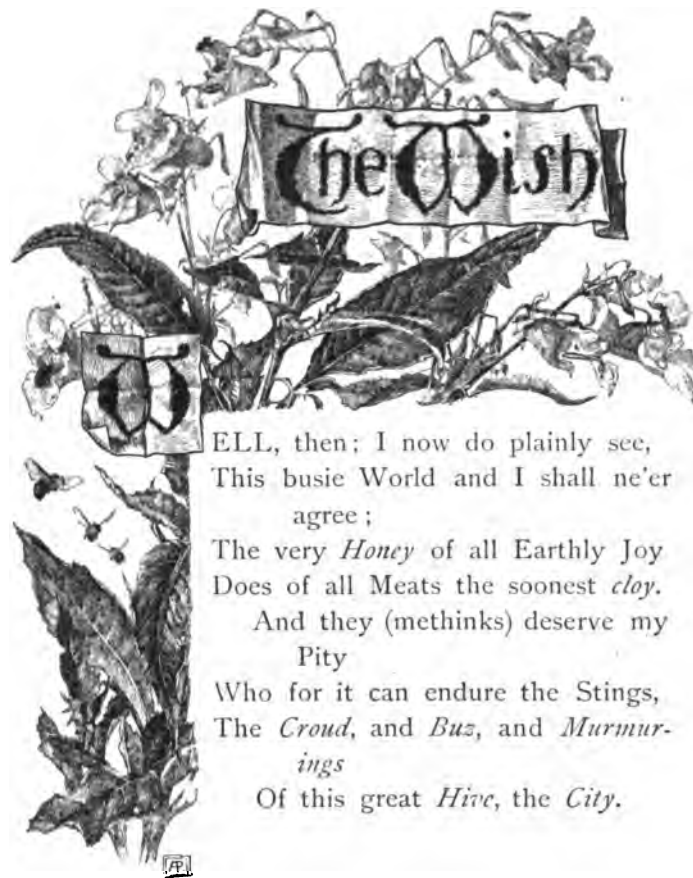 The Wish
WELL, then; I now do plainly see,
This busie World and I shall ne'er
agree;
The very Honey of all Earthly Joy
Does of all Meats the soonest cloy.
And they (methinks) deserve my
Pity
Who for it can endure the Stings,
The Croud, and Buz, and Murmur-
ings
Of this great Hive, the City.
AP